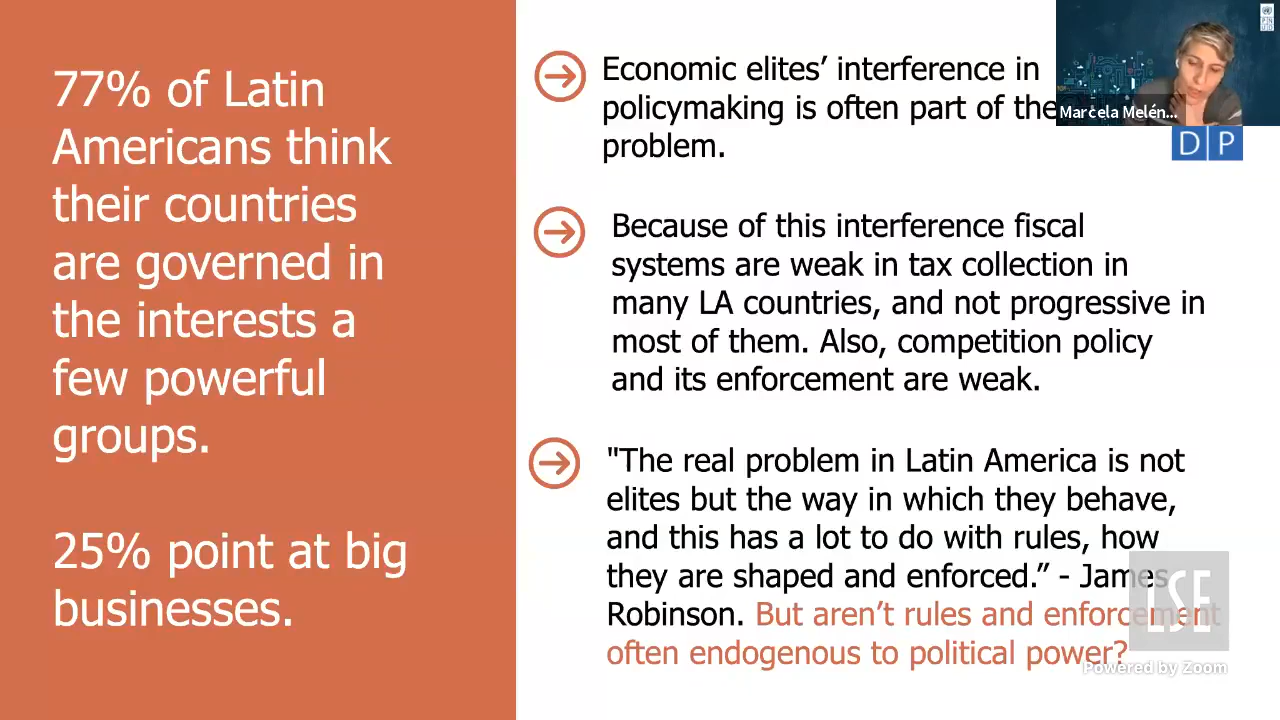 77% of Latin
Americans think
their countries
are governed in
the interests a
few powerful
groups.
25% point at big
businesses.
Economic elites’ interference in
policymaking is often part of the
problem.
Because of this interference fiscal
systems are weak in tax collection in
many LA countries, and not progressive in
most of them. Also, competition policy
and its enforcement are weak.
"The real problem in Latin America is not
elites but the way in which they behave,
and this has a lot to do with rules, how
they are shaped and enforced.” - James
Robinson. But aren’t rules and enforcement
often endogenous to political power?
Marcela Melén...
D P
LSE
Powered by Zoom